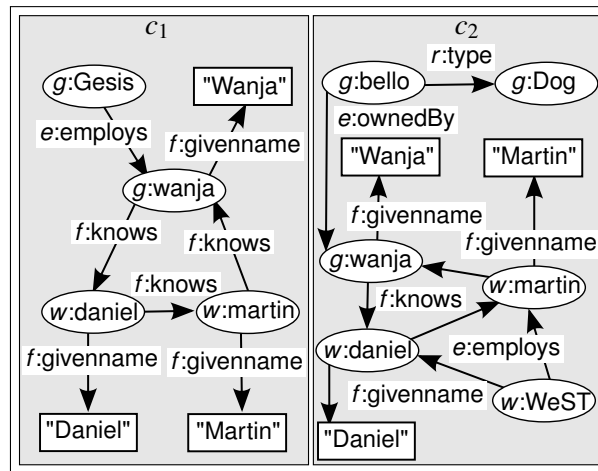 c1
g:Gesis
"Wanja"
e:employs
f:givenname
g:wanja
f:knows
f:knows
f:knows
w:daniel
w:martin
f:givenname
f:givenname
"Daniel"
"Martin"
c2
r:type
g:bello
g:Dog
e:ownedBy
"Wanja"
"Martin"
f:givenname
f:givenname
g:wanja
f:knows
w:martin
w:daniel
e:employs
f:givenname
w:WeST
"Daniel"